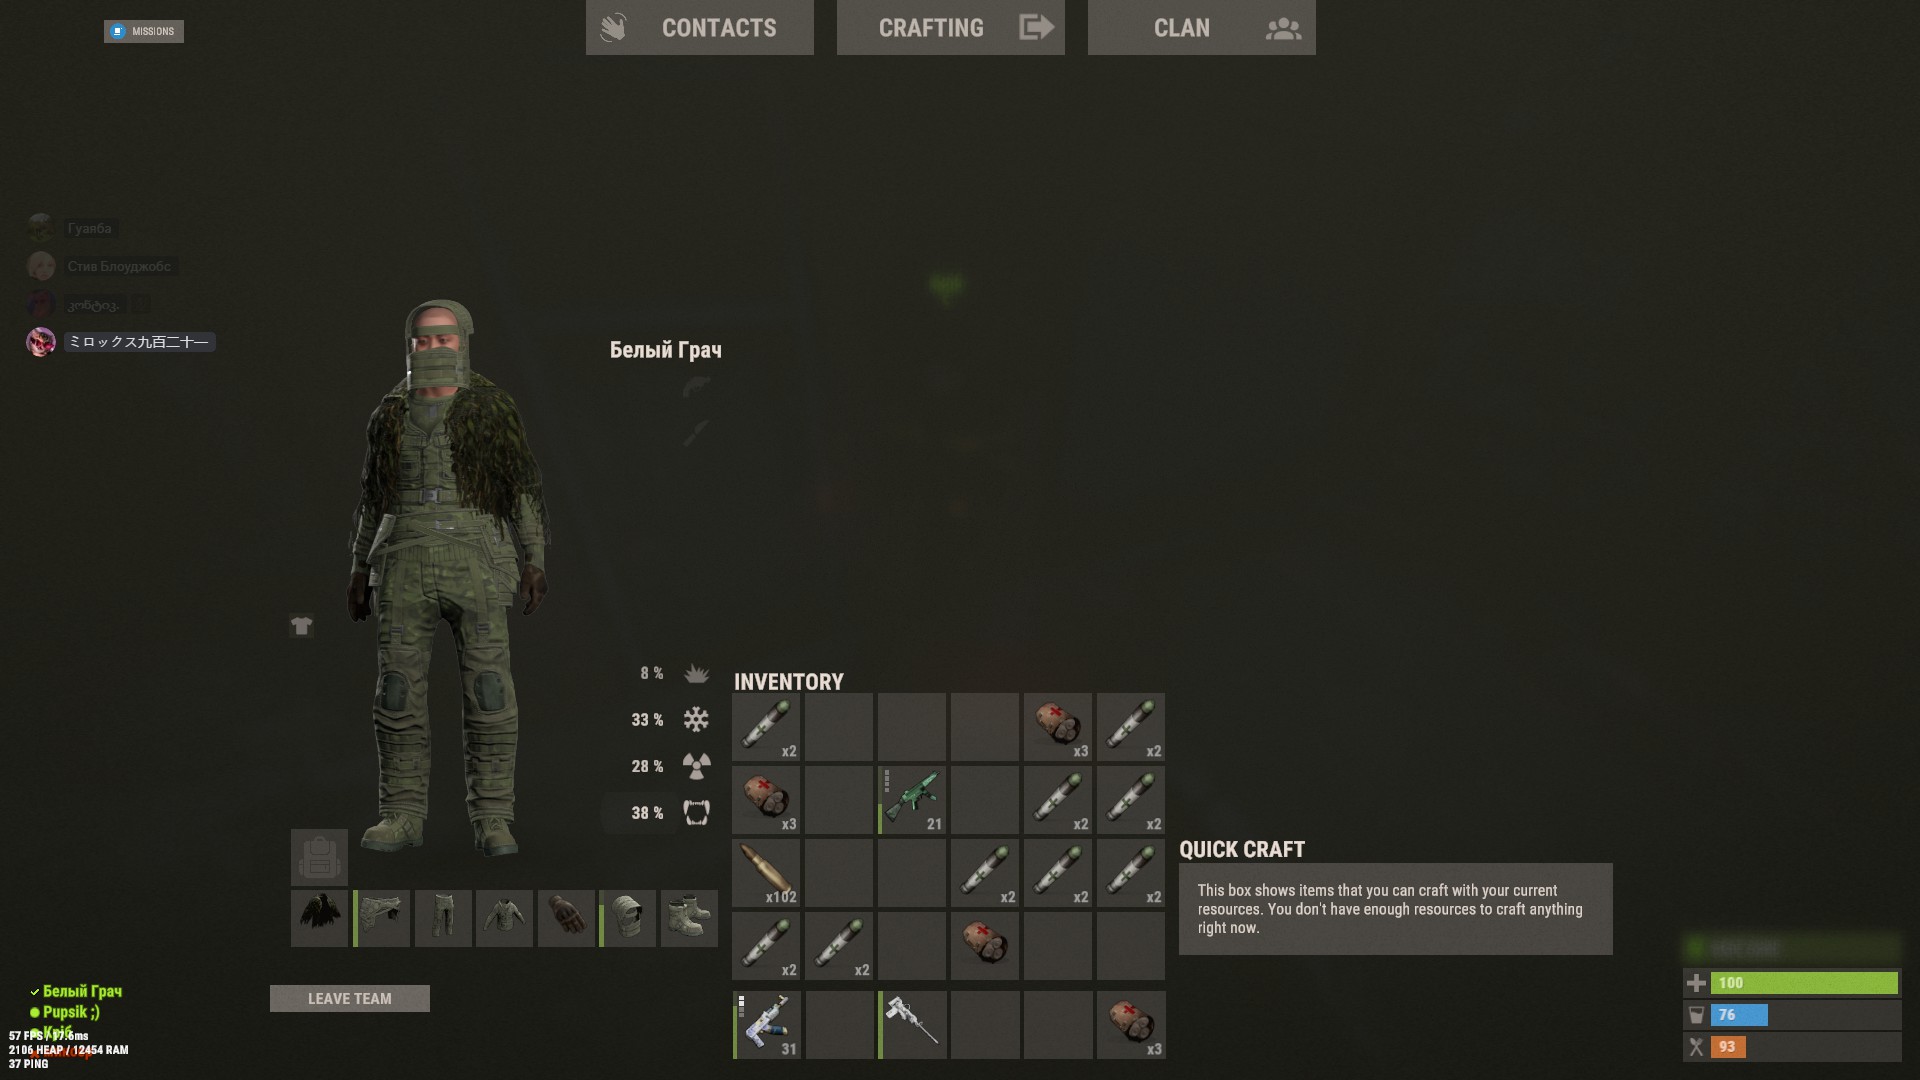 MISSIONS
CONTACTS
CRAFTING
CLAN
Гуаяба
Стив Блоуджобс
კონტიკ.
ミロックス九百二十一
Белый Грач
8 %
33 %
28 %
38 %
INVENTORY
x2
x3
x2
x3
21
x2
x2
x102
x2
x2
x2
x2
x2
31
x3
QUICK CRAFT
This box shows items that you can craft with your current
resources. You don't have enough resources to craft anything
right now.
LEAVE TEAM
Белый Грач
Pupsik ;)
57 FPS
2106 HEAP / 12454 RAM
37 PING
100
76
93